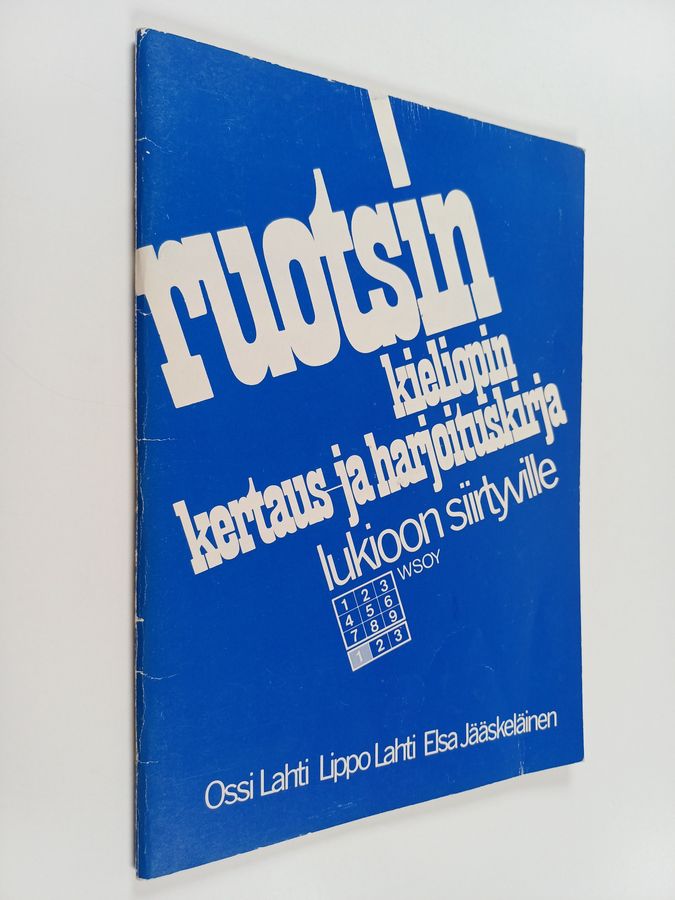 ruotsin
kieliopin
kertaus- ja harjoituskirja
lukioon siirtyville
WSOY
1 2 3
4 5 6
7 8 9
1 2 3
Ossi Lahti Lippo Lahti Elsa Jääskeläinen